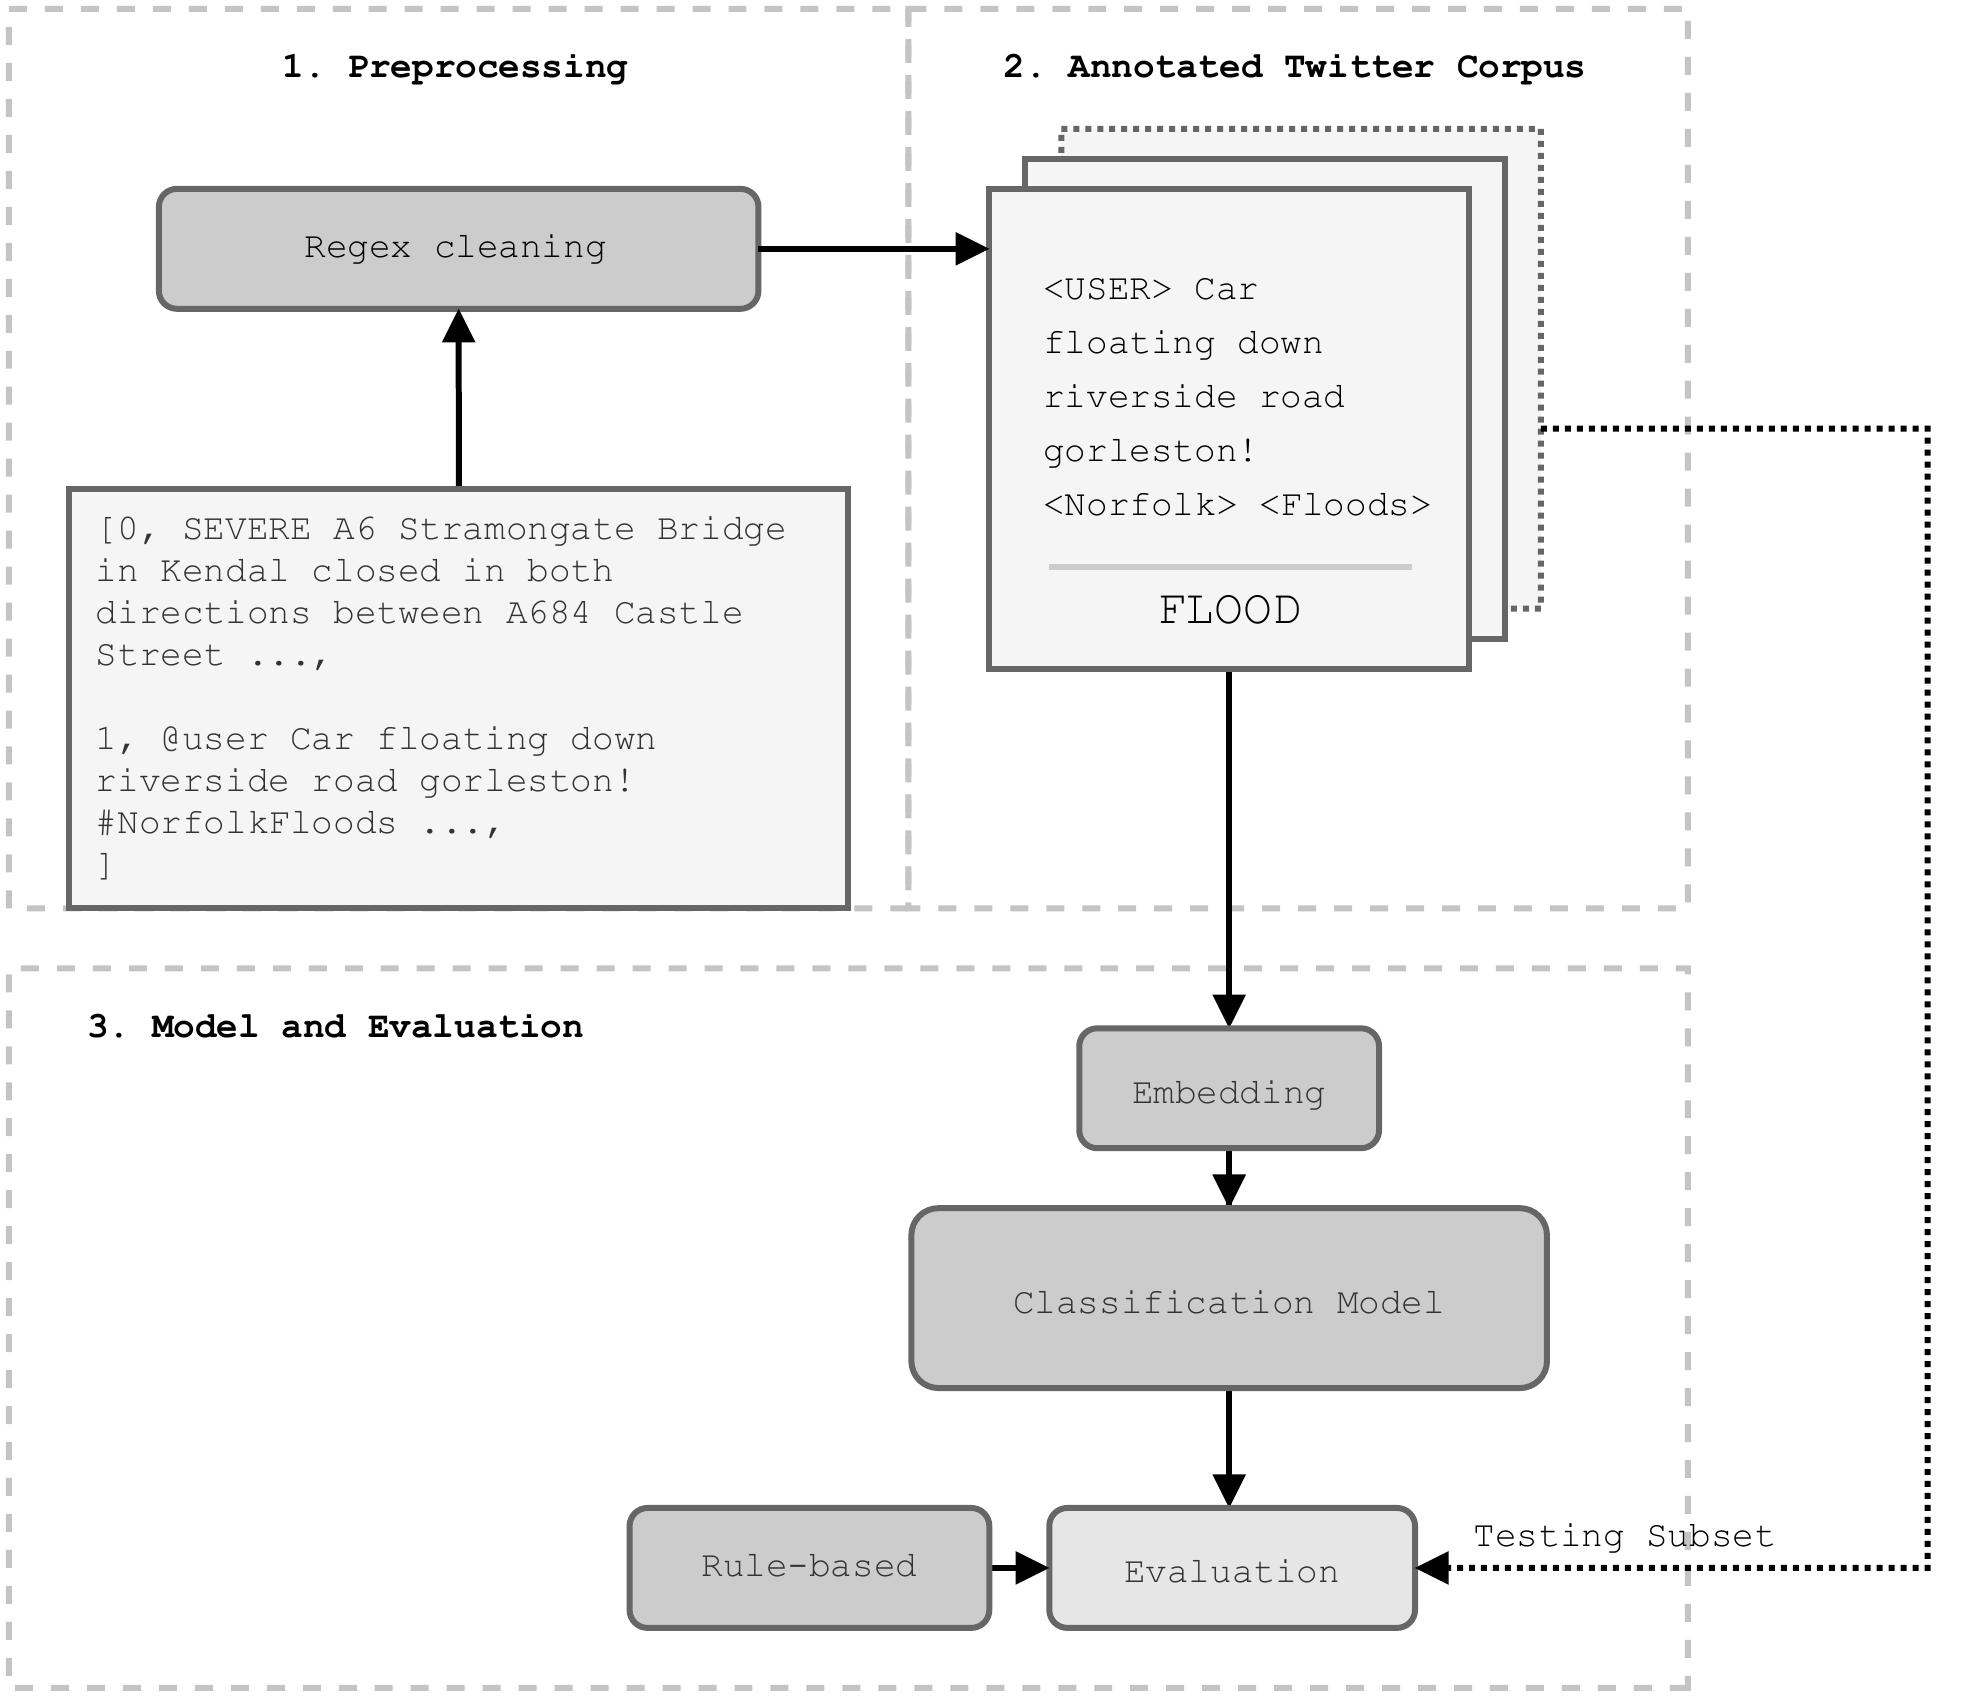 1. Preprocessing
Regex cleaning
[0, SEVERE A6 Stramongate Bridge
in Kendal closed in both
directions between A684 Castle
Street ...,
1, @user Car floating down
riverside road gorleston!
#NorfolkFloods ...,
]
2. Annotated Twitter Corpus
<USER> Car
floating down
riverside road
gorleston!
<Norfolk> <Floods>
FLOOD
3. Model and Evaluation
Embedding
Classification Model
Rule-based
Evaluation
Testing Subset